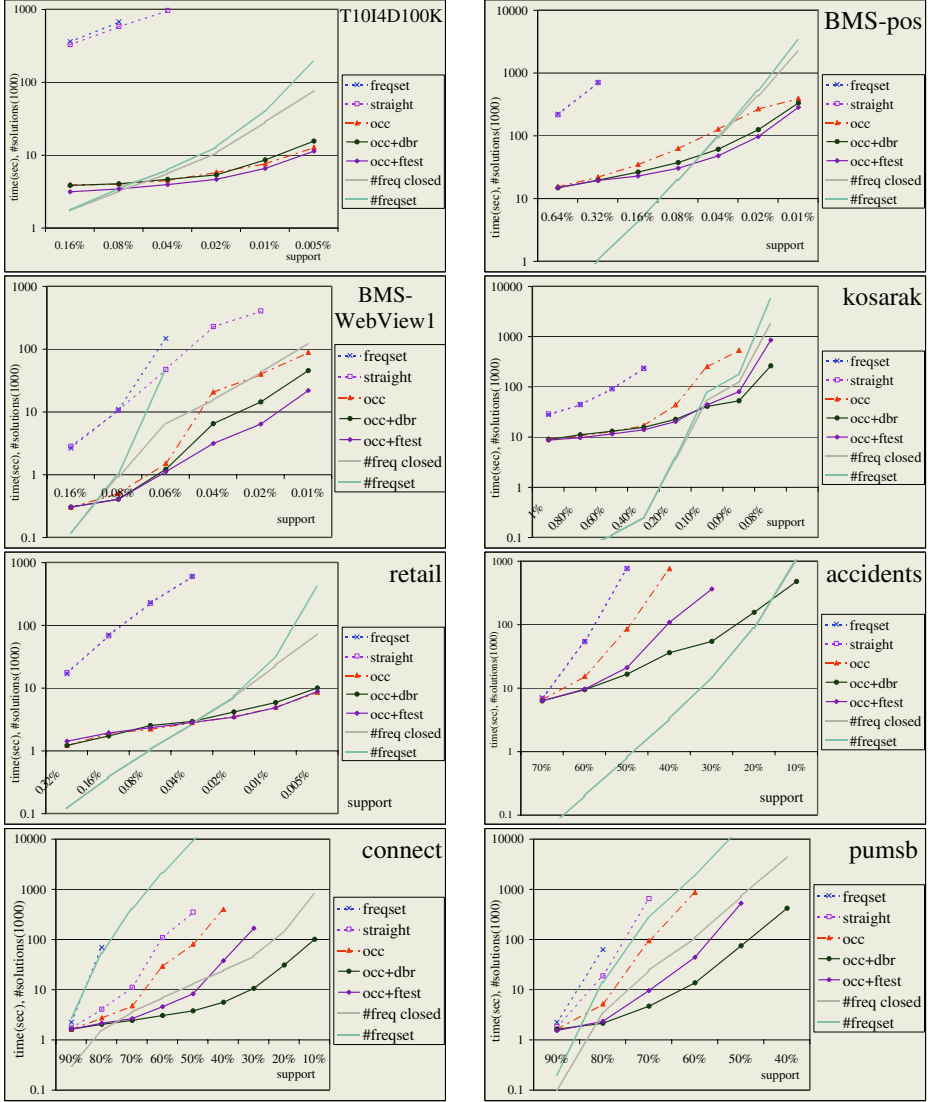 T10I4D100K
1000
100
10
1
time(sec), #solutions(1000)
0.16% 0.08% 0.04% 0.02% 0.01% 0.005%
support
freqset
straight
occ
occ+dbr
occ+ftest
#freq closed
#freqset
BMS-pos
10000
1000
100
10
1
time(sec), #solutions(1000)
0.64% 0.32% 0.16% 0.08% 0.04% 0.02% 0.01%
support
freqset
straight
occ
occ+dbr
occ+ftest
#freq closed
#freqset
BMS-
WebView1
1000
100
10
1
0.1
time(sec), #solutions(1000)
0.16% 0.08% 0.06% 0.04% 0.02% 0.01%
support
freqset
straight
occ
occ+dbr
occ+ftest
#freq closed
#freqset
kosarak
10000
1000
100
10
1
0.1
time(sec), #solutions(1000)
1% 0.80% 0.60% 0.40% 0.20% 0.10% 0.09% 0.08%
support
freqset
straight
occ
occ+dbr
occ+ftest
#freq closed
#freqset
retail
1000
100
10
1
0.1
time(sec), #solutions(1000)
0.32% 0.16% 0.08% 0.04% 0.02% 0.01% 0.005%
support
freqset
straight
occ
occ+dbr
occ+ftest
#freq closed
#freqset
accidents
1000
100
10
1
0.1
time(sec), #solutions(1000)
70% 60% 50% 40% 30% 20% 10%
support
freqset
straight
occ
occ+dbr
occ+ftest
#freq closed
#freqset
connect
10000
1000
100
10
1
0.1
time(sec), #solutions(1000)
90% 80% 70% 60% 50% 40% 30% 20% 10%
support
freqset
straight
occ
occ+dbr
occ+ftest
#freq closed
#freqset
pumsb
10000
1000
100
10
1
0.1
time(sec), #solutions(1000)
90% 80% 70% 60% 50% 40%
support
freqset
straight
occ
occ+dbr
occ+ftest
#freq closed
#freqset